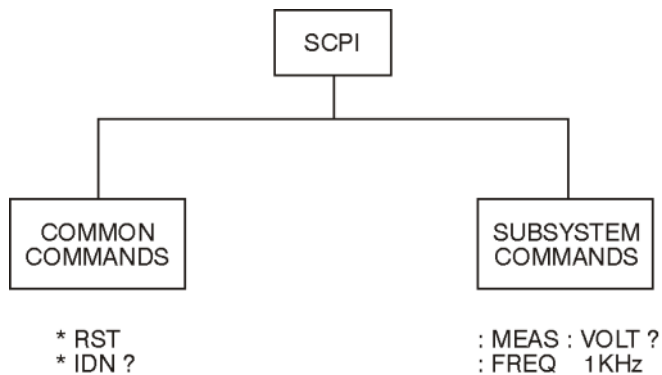 SCPI
COMMON
COMMANDS
SUBSYSTEM
COMMANDS
* RST
* IDN ?
: MEAS : VOLT ?
: FREQ 1KHz